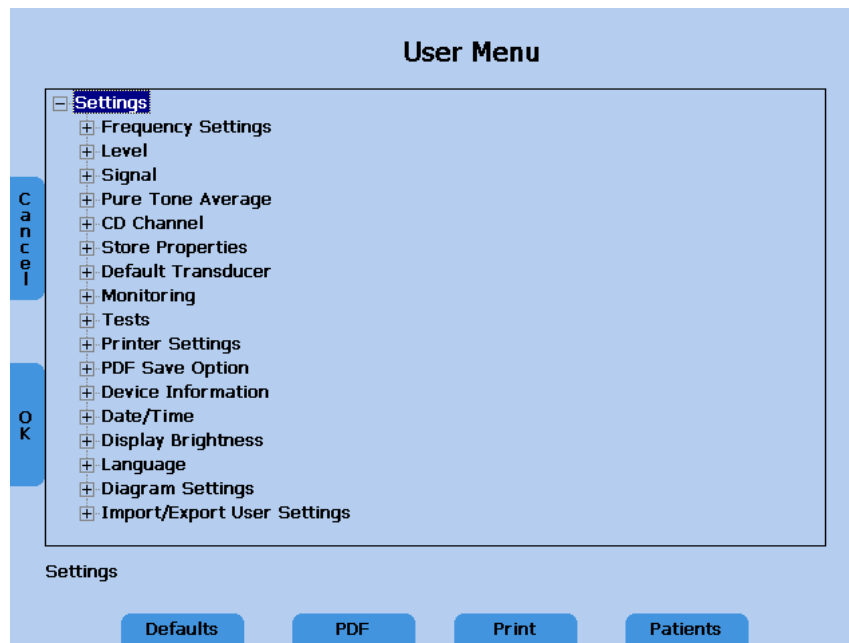 User Menu
Settings
Frequency Settings
Level
Signal
Pure Tone Average
CD Channel
Store Properties
Default Transducer
Monitoring
Tests
Printer Settings
PDF Save Option
Device Information
Date/Time
Display Brightness
Language
Diagram Settings
Import/Export User Settings
Cancel
OK
Settings
Defaults PDF Print Patients